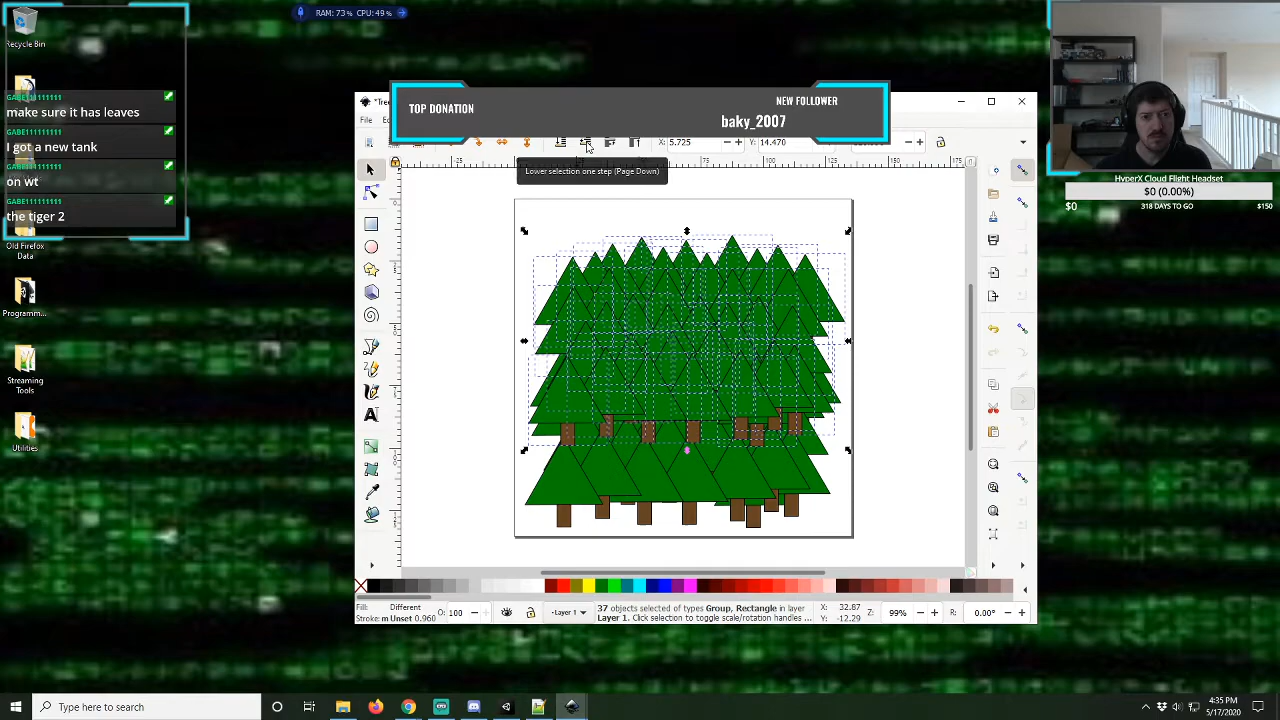 Recycle Bin
RAM: 73 % CPU: 49 %
GABE111111111
make sure it has leaves
GABE111111111
I got a new tank
GABE111111111
on wt
GABE111111111
the tiger 2
Old Firefox
Data
Programm...
Streaming
Tools
Utilities
TOP DONATION
NEW FOLLOWER
baky_2007
File
X: 5.725
14.470
Lower selection one step (Page Down)
HyperX Cloud Flight Headset
$0 (0.00%)
$0 318 DAYS TO GO $150
Fill: Different
Stroke: m Unset 0.960
O: 100
Layer 1
37 objects selected of types Group, Rectangle in layer
Layer 1. Click selection to toggle scale/rotation handles ...
X: 32.87
Y: -12.29
Z: 99%
R: 0.00°
Type here to search
4:35 PM
5/17/2020